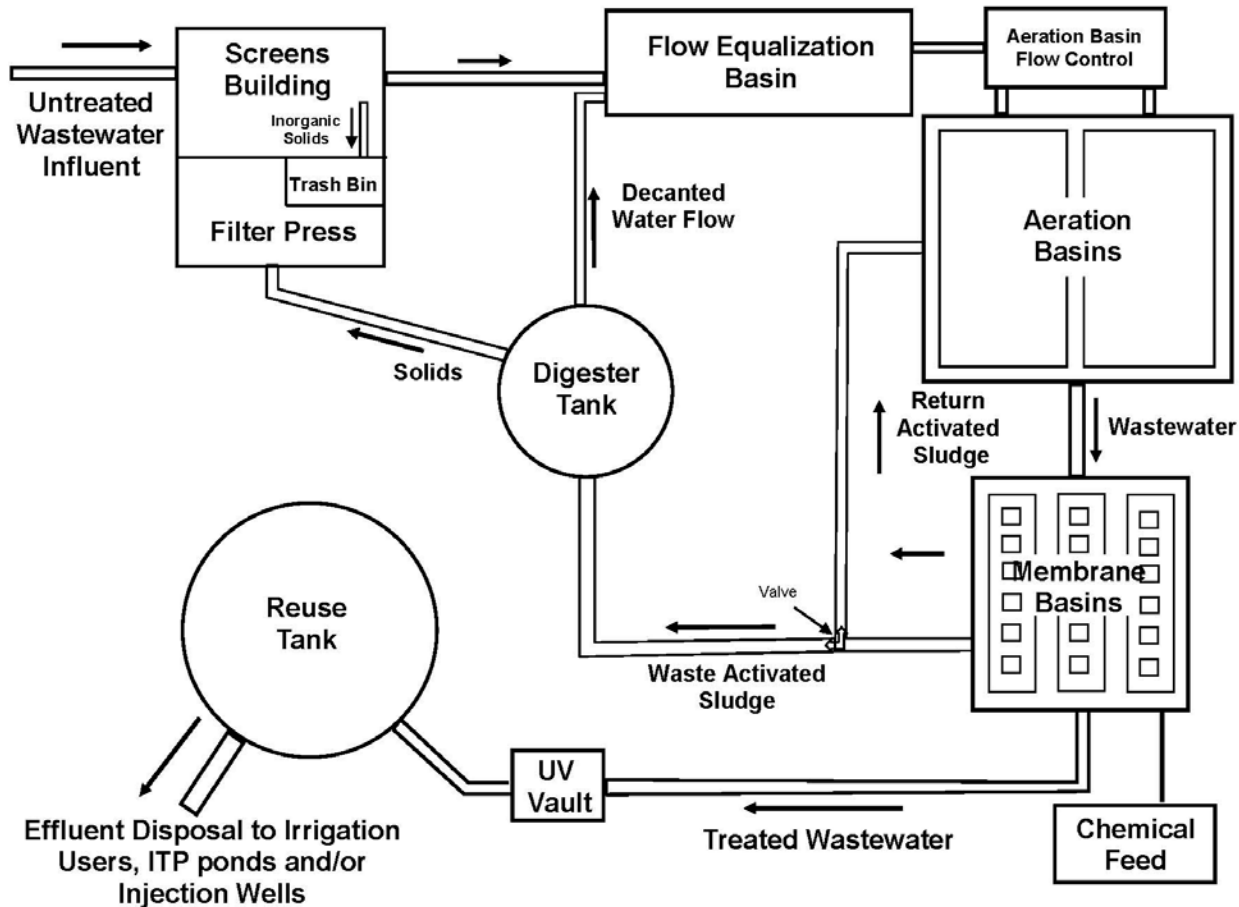 Untreated
Wastewater
Influent
Screens
Building
Inorganic
Solids
Trash Bin
Filter Press
Flow Equalization
Basin
Aeration Basin
Flow Control
Aeration
Basins
Decanted
Water Flow
Solids
Digester
Tank
Return
Activated
Sludge
Wastewater
Membrane
Basins
Valve
Waste Activated
Sludge
Reuse
Tank
UV
Vault
Treated Wastewater
Chemical
Feed
Effluent Disposal to Irrigation
Users, ITP ponds and/or
Injection Wells